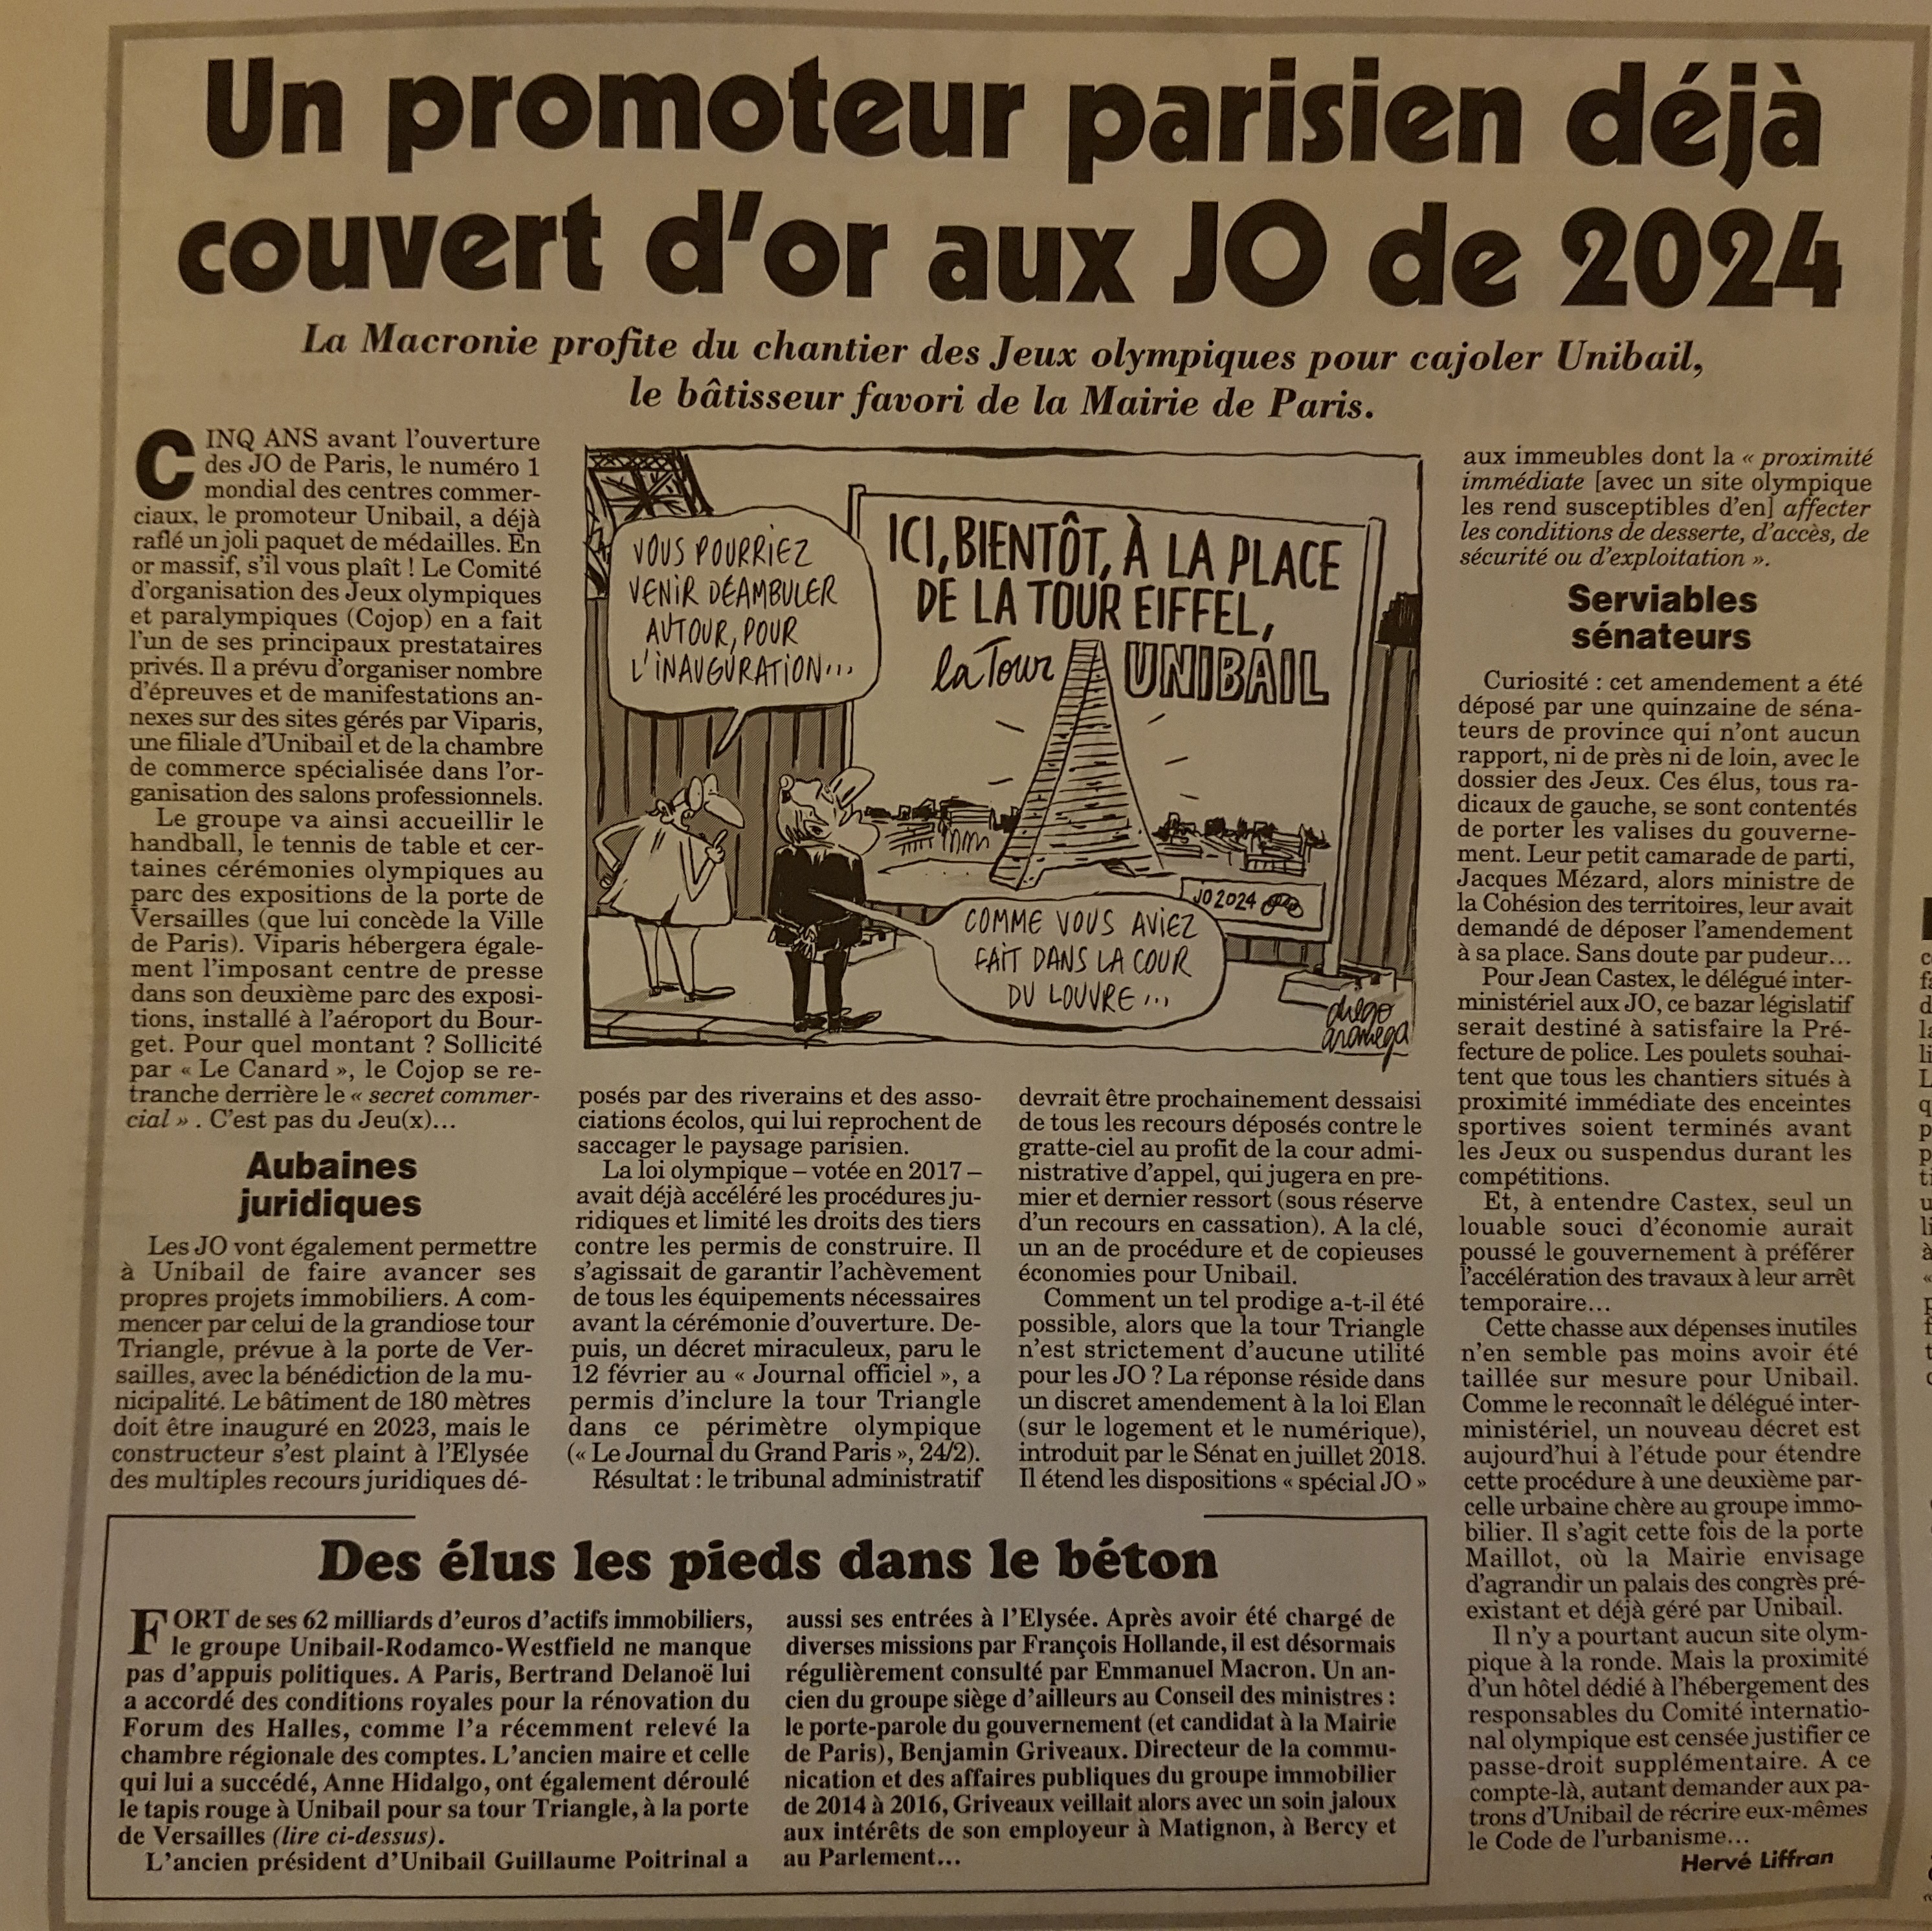 Un promoteur parisien déjà
couvert d'or aux JO de 2024
La Macronie profite du chantier des Jeux olympiques pour cajoler Unibail,
le bâtisseur favori de la Mairie de Paris.
CINQ ANS avant l'ouverture
des JO de Paris, le numéro 1
mondial des centres commer-
ciaux, le promoteur Unibail, a déjà
raflé un joli paquet de médailles. En
or massif, s'il vous plaît ! Le Comité
d'organisation des Jeux olympiques
et paralympiques (Cojop) en a fait
l'un de ses principaux prestataires
privés. Il a prévu d'organiser nombre
d'épreuves et de manifestations an-
nexes sur des sites gérés par Viparis,
une filiale d'Unibail et de la chambre
de commerce spécialisée dans l'or-
ganisation des salons professionnels.
Le groupe va ainsi accueillir le
handball, le tennis de table et cer-
taines cérémonies olympiques au
parc des expositions de la porte de
Versailles (que lui concède la Ville
de Paris). Viparis hébergera égale-
ment l'imposant centre de presse
dans son deuxième parc des exposi-
tions, installé à l'aéroport du Bour-
get. Pour quel montant ? Sollicité
par « Le Canard », le Cojop se re-
tranche derrière le « secret commer-
cial » . C'est pas du Jeu(x)...
Aubaines
juridiques
Les JO vont également permettre
à Unibail de faire avancer ses
propres projets immobiliers. A com-
mencer par celui de la grandiose tour
Triangle, prévue à la porte de Ver-
sailles, avec la bénédiction de la mu-
nicipalité. Le bâtiment de 180 mètres
doit être inauguré en 2023, mais le
constructeur s'est plaint à l'Elysée
des multiples recours juridiques dé-
VOUS POURRIEZ
VENIR DÉAMBULER
AUTOUR, POUR
L'INAUGURATION...
ICI, BIENTÔT, À LA PLACE
DE LA TOUR EIFFEL,
la Tour UNIBAIL
JO 2024
COMME VOUS AVIEZ
FAIT DANS LA COUR
DU LOUVRE...
diego
aranega
posés par des riverains et des asso-
ciations écolos, qui lui reprochent de
saccager le paysage parisien.
La loi olympique – votée en 2017 –
avait déjà accéléré les procédures ju-
ridiques et limité les droits des tiers
contre les permis de construire. Il
s'agissait de garantir l'achèvement
de tous les équipements nécessaires
avant la cérémonie d'ouverture. De-
puis, un décret miraculeux, paru le
12 février au « Journal officiel », a
permis d'inclure la tour Triangle
dans ce périmètre olympique
(« Le Journal du Grand Paris », 24/2).
Résultat : le tribunal administratif
devrait être prochainement dessaisi
de tous les recours déposés contre le
gratte-ciel au profit de la cour admi-
nistrative d'appel, qui jugera en pre-
mier et dernier ressort (sous réserve
d'un recours en cassation). A la clé,
un an de procédure et de copieuses
économies pour Unibail.
Comment un tel prodige a-t-il été
possible, alors que la tour Triangle
n'est strictement d'aucune utilité
pour les JO ? La réponse réside dans
un discret amendement à la loi Elan
(sur le logement et le numérique),
introduit par le Sénat en juillet 2018.
Il étend les dispositions « spécial JO »
aux immeubles dont la « proximité
immédiate [avec un site olympique
les rend susceptibles d'en] affecter
les conditions de desserte, d'accès, de
sécurité ou d'exploitation ».
Serviables
sénateurs
Curiosité : cet amendement a été
déposé par une quinzaine de séna-
teurs de province qui n'ont aucun
rapport, ni de près ni de loin, avec le
dossier des Jeux. Ces élus, tous ra-
dicaux de gauche, se sont contentés
de porter les valises du gouverne-
ment. Leur petit camarade de parti,
Jacques Mézard, alors ministre de
la Cohésion des territoires, leur avait
demandé de déposer l'amendement
à sa place. Sans doute par pudeur...
Pour Jean Castex, le délégué inter-
ministériel aux JO, ce bazar législatif
serait destiné à satisfaire la Pré-
fecture de police. Les poulets souhai-
tent que tous les chantiers situés à
proximité immédiate des enceintes
sportives soient terminés avant
les Jeux ou suspendus durant les
compétitions.
Et, à entendre Castex, seul un
louable souci d'économie aurait
poussé le gouvernement à préférer
l'accélération des travaux à leur arrêt
temporaire...
Cette chasse aux dépenses inutiles
n'en semble pas moins avoir été
taillée sur mesure pour Unibail.
Comme le reconnaît le délégué inter-
ministériel, un nouveau décret est
aujourd'hui à l'étude pour étendre
cette procédure à une deuxième par-
celle urbaine chère au groupe immo-
bilier. Il s'agit cette fois de la porte
Maillot, où la Mairie envisage
d'agrandir un palais des congrès pré-
existant et déjà géré par Unibail.
Il n'y a pourtant aucun site olym-
pique à la ronde. Mais la proximité
d'un hôtel dédié à l'hébergement des
responsables du Comité internatio-
nal olympique est censée justifier ce
passe-droit supplémentaire. A ce
compte-là, autant demander aux pa-
trons d'Unibail de récrire eux-mêmes
le Code de l'urbanisme...
Hervé Liffran
Des élus les pieds dans le béton
FORT de ses 62 milliards d'euros d'actifs immobiliers,
le groupe Unibail-Rodamco-Westfield ne manque
pas d'appuis politiques. A Paris, Bertrand Delanoë lui
a accordé des conditions royales pour la rénovation du
Forum des Halles, comme l'a récemment relevé la
chambre régionale des comptes. L'ancien maire et celle
qui lui a succédé, Anne Hidalgo, ont également déroulé
le tapis rouge à Unibail pour sa tour Triangle, à la porte
de Versailles (lire ci-dessus).
L'ancien président d'Unibail Guillaume Poitrinal a
aussi ses entrées à l'Elysée. Après avoir été chargé de
diverses missions par François Hollande, il est désormais
régulièrement consulté par Emmanuel Macron. Un an-
cien du groupe siège d'ailleurs au Conseil des ministres :
le porte-parole du gouvernement (et candidat à la Mairie
de Paris), Benjamin Griveaux. Directeur de la commu-
nication et des affaires publiques du groupe immobilier
de 2014 à 2016, Griveaux veillait alors avec un soin jaloux
aux intérêts de son employeur à Matignon, à Bercy et
au Parlement...